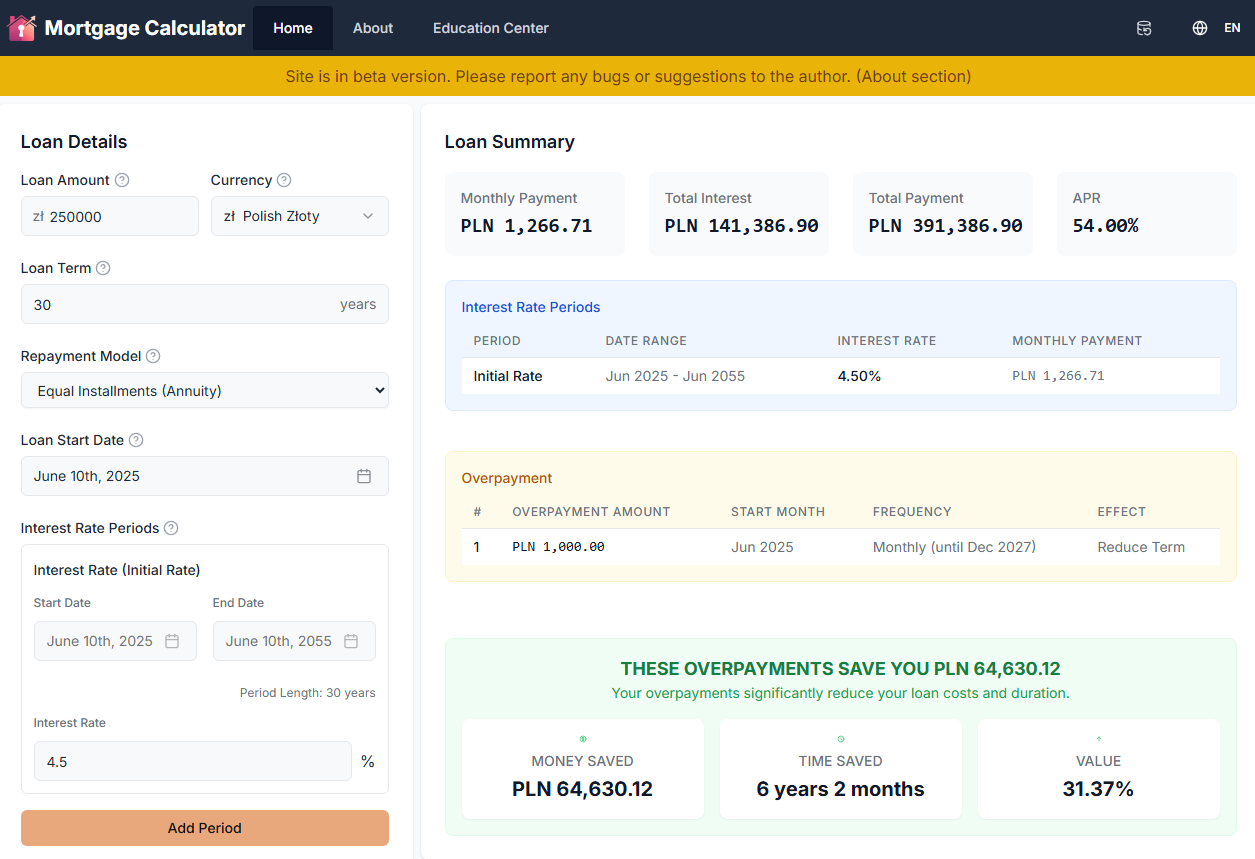 Mortgage Calculator Home About Education Center EN
Site is in beta version. Please report any bugs or suggestions to the author. (About section)
Loan Details
Loan Amount ?
Currency ?
zł 250000
zł Polish Złoty
Loan Term ?
30 years
Repayment Model ?
Equal Installments (Annuity)
Loan Start Date ?
June 10th, 2025
Interest Rate Periods ?
Interest Rate (Initial Rate)
Start Date
End Date
June 10th, 2025
June 10th, 2055
Period Length: 30 years
Interest Rate
4.5 %
Add Period
Loan Summary
Monthly Payment
PLN 1,266.71
Total Interest
PLN 141,386.90
Total Payment
PLN 391,386.90
APR
54.00%
Interest Rate Periods
PERIOD DATE RANGE INTEREST RATE MONTHLY PAYMENT
Initial Rate Jun 2025 - Jun 2055 4.50% PLN 1,266.71
Overpayment
# OVERPAYMENT AMOUNT START MONTH FREQUENCY EFFECT
1 PLN 1,000.00 Jun 2025 Monthly (until Dec 2027) Reduce Term
THESE OVERPAYMENTS SAVE YOU PLN 64,630.12
Your overpayments significantly reduce your loan costs and duration.
MONEY SAVED
PLN 64,630.12
TIME SAVED
6 years 2 months
VALUE
31.37%